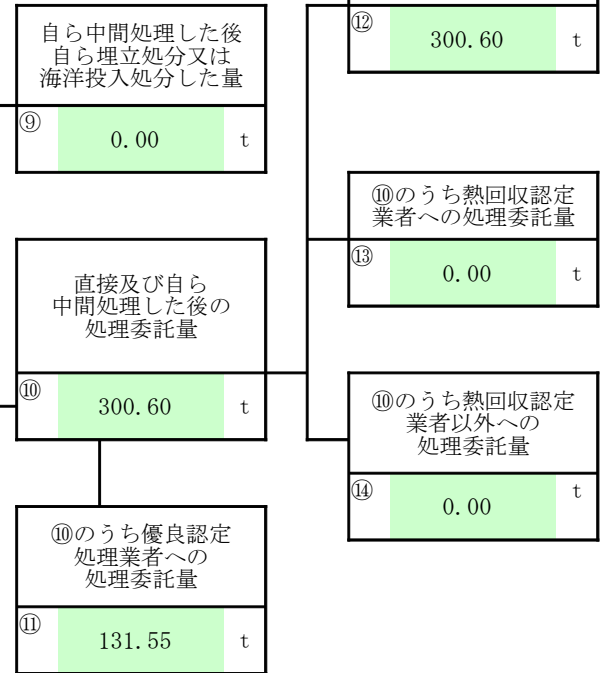 自ら中間処理した後
自ら埋立処分又は
海洋投入処分した量
⑨
0.00 t
直接及び自ら
中間処理した後の
処理委託量
⑩
300.60 t
⑩のうち優良認定
処理業者への
処理委託量
⑪
131.55 t
⑫
300.60 t
⑩のうち熱回収認定
業者への処理委託量
⑬
0.00 t
⑩のうち熱回収認定
業者以外への
処理委託量
⑭
0.00 t